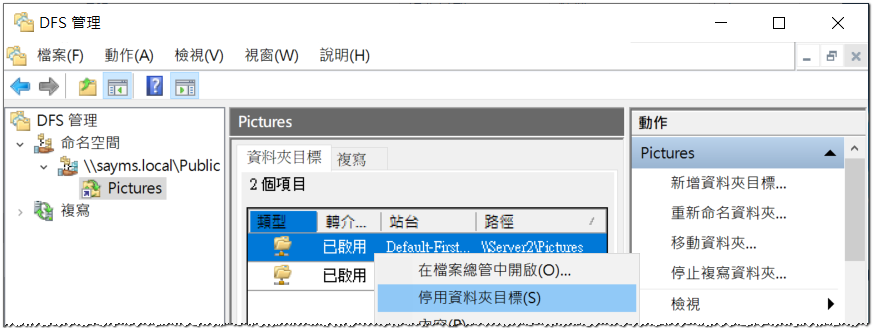 DFS 管理
檔案(F) 動作(A) 檢視(V) 視窗(W) 說明(H)
DFS 管理
命名空間
\\sayms.local\Public
Pictures
複寫
Pictures
資料夾目標 複寫
2 個項目
類型 轉介... 站台 路徑
已啟用 Default-First... \\Server2\Pictures
已啟用
在檔案總管中開啟(O)...
停用資料夾目標(S)
內容(R)
動作
Pictures
新增資料夾目標...
重新命名資料夾...
移動資料夾...
停止複寫資料夾...
檢視